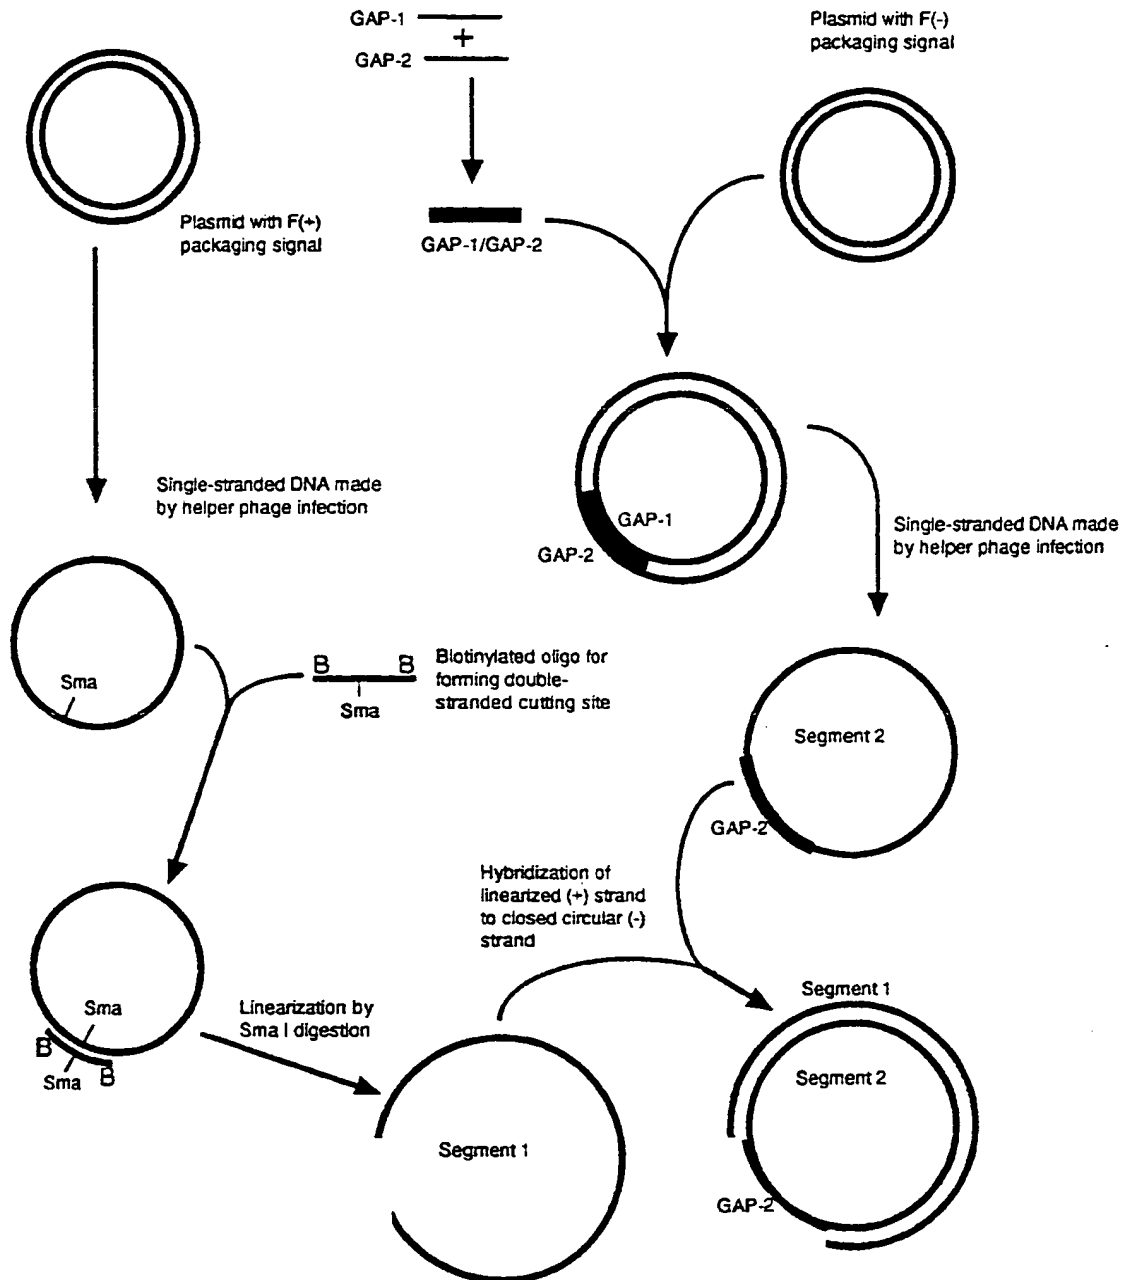 GAP-1
+
GAP-2
Plasmid with F(-)
packaging signal
Plasmid with F(+)
packaging signal
GAP-1/GAP-2
GAP-1
GAP-2
Single-stranded DNA made
by helper phage infection
Single-stranded DNA made
by helper phage infection
Sma
B B
Sma
Biotinylated oligo for
forming double-
stranded cutting site
Segment 2
GAP-2
Hybridization of
linearized (+) strand
to closed circular (-)
strand
Sma
B
Sma
B
Linearization by
Sma I digestion
Segment 1
Segment 1
Segment 2
GAP-2